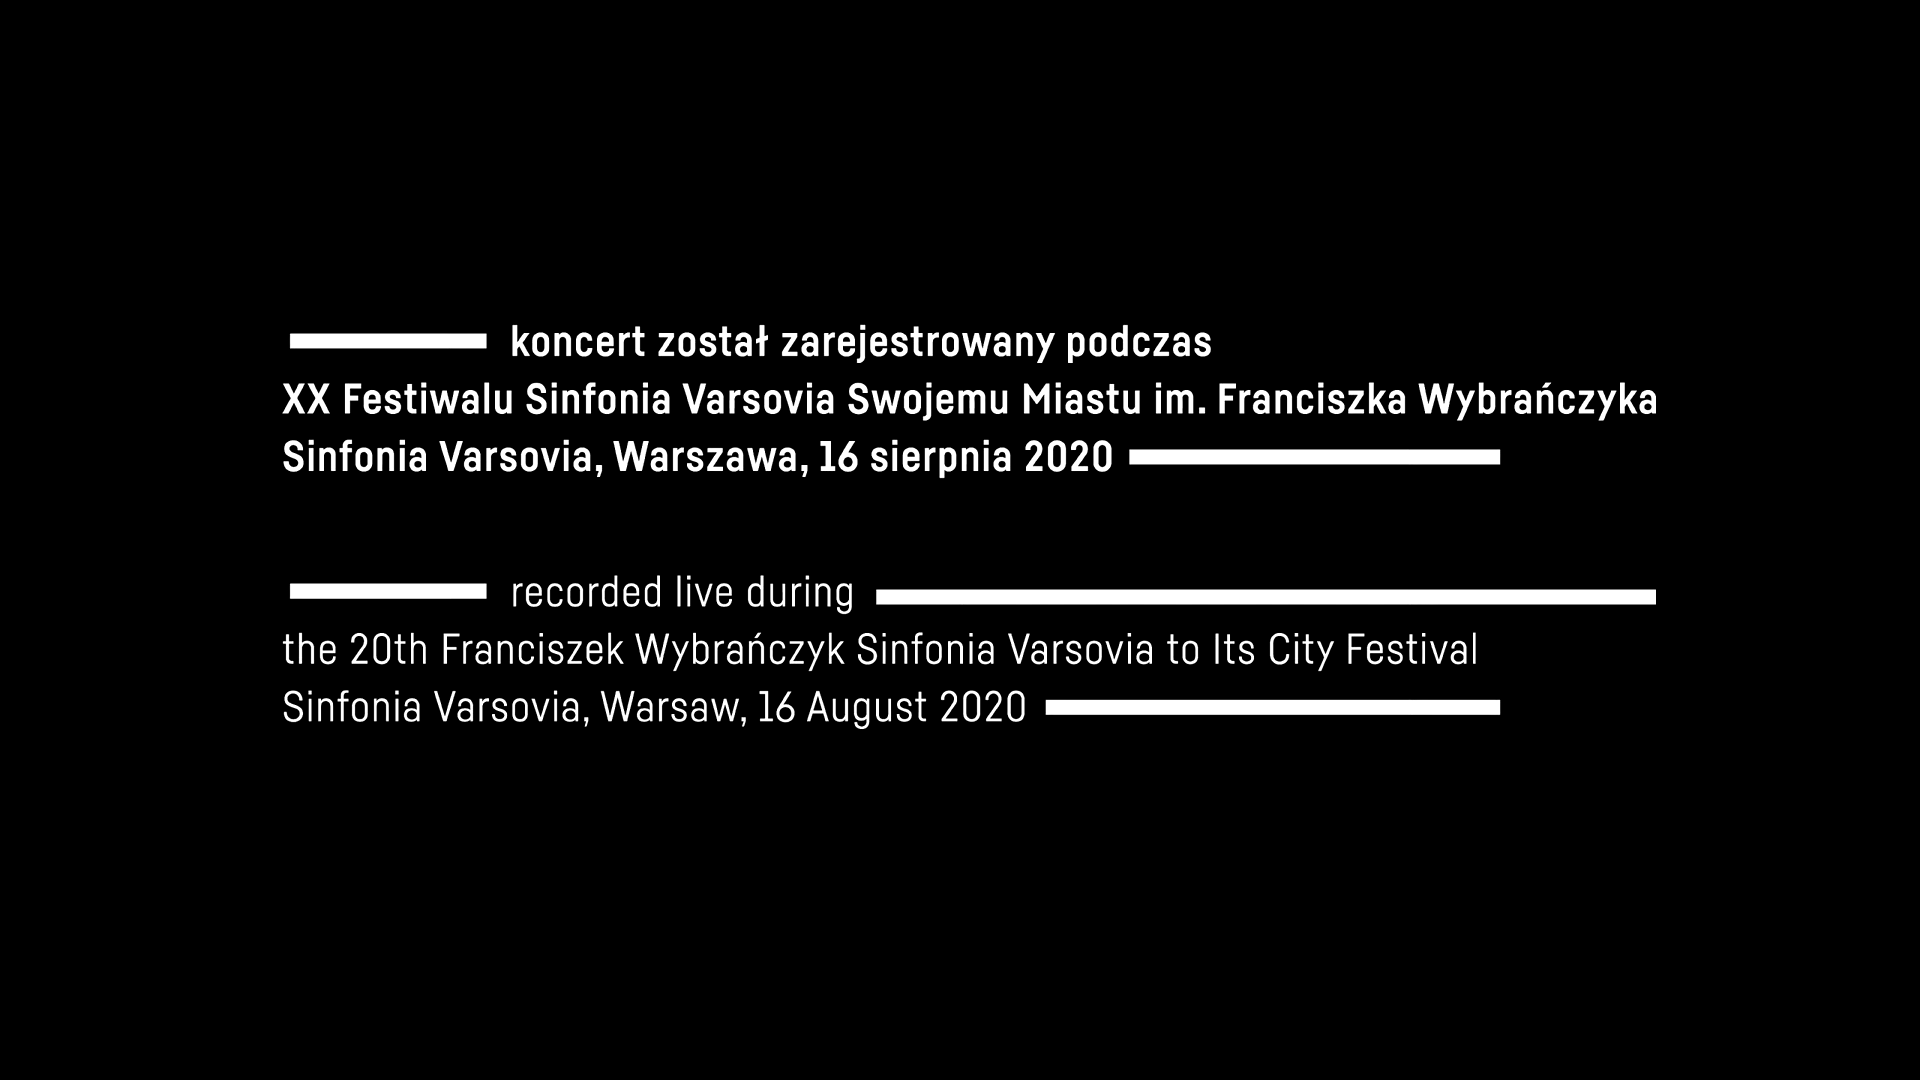 koncert został zarejestrowany podczas
XX Festiwalu Sinfonia Varsovia Swojemu Miastu im. Franciszka Wybrańczyka
Sinfonia Varsovia, Warszawa, 16 sierpnia 2020
recorded live during
the 20th Franciszek Wybrańczyk Sinfonia Varsovia to Its City Festival
Sinfonia Varsovia, Warsaw, 16 August 2020